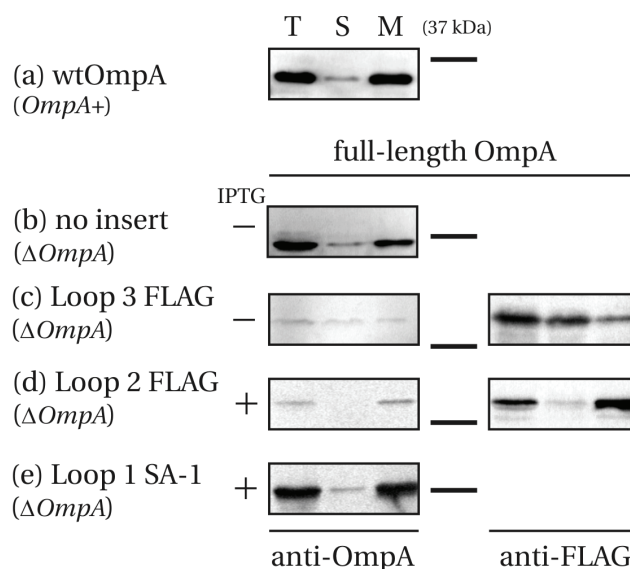 T S M (37 kDa)
(a) wtOmpA
(OmpA+)
full-length OmpA
IPTG
(b) no insert −
(ΔOmpA)
(c) Loop 3 FLAG −
(ΔOmpA)
(d) Loop 2 FLAG +
(ΔOmpA)
(e) Loop 1 SA-1 +
(ΔOmpA)
anti-OmpA anti-FLAG